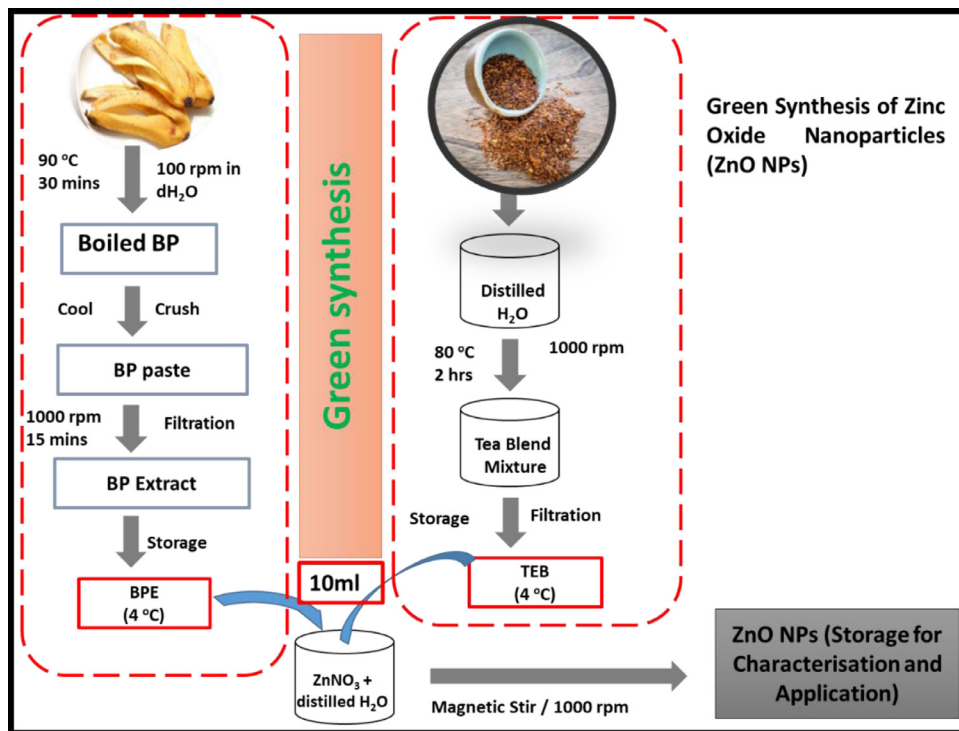 90 °C
30 mins
100 rpm in
dH₂O
Boiled BP
Cool
Crush
BP paste
1000 rpm
15 mins
Filtration
BP Extract
Storage
BPE
(4 °C)
Green synthesis
10ml
ZnNO₃ +
distilled H₂O
Distilled
H₂O
80 °C
2 hrs
1000 rpm
Tea Blend
Mixture
Storage
Filtration
TEB
(4 °C)
Green Synthesis of Zinc
Oxide Nanoparticles
(ZnO NPs)
Magnetic Stir / 1000 rpm
ZnO NPs (Storage for
Characterisation and
Application)